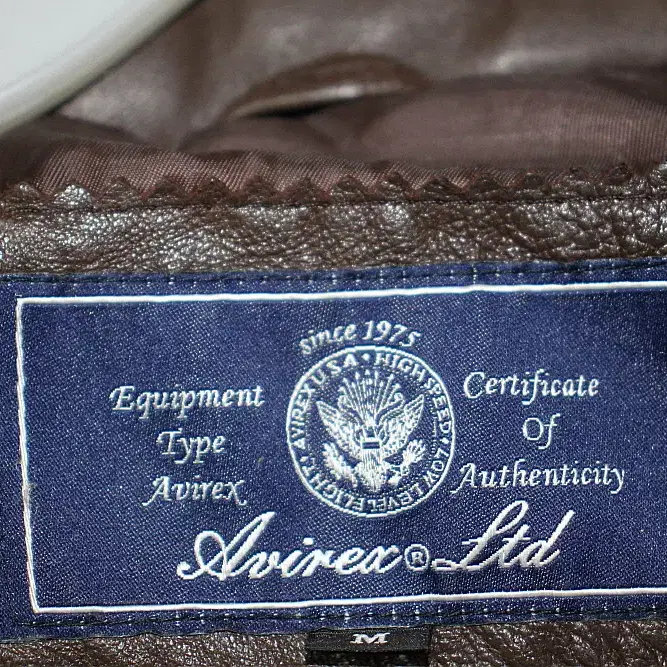 since 1975
AVIREX U.S.A • HIGH SPEED • LOW LEVEL FLIGHT •
Equipment
Type
Avirex
Certificate
Of
Authenticity
Avirex® Ltd
M